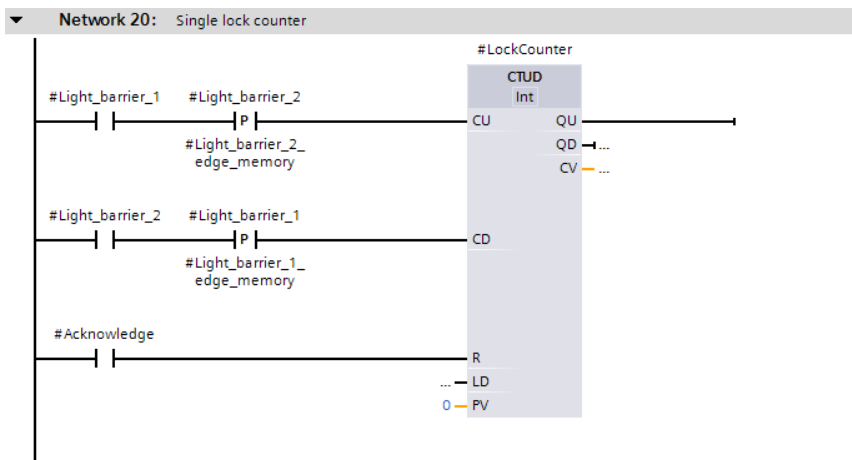 Network 20: Single lock counter
#LockCounter
CTUD
Int
#Light_barrier_1 #Light_barrier_2
P
CU QU
#Light_barrier_2_
edge_memory
QD ...
CV ...
#Light_barrier_2 #Light_barrier_1
P
CD
#Light_barrier_1_
edge_memory
#Acknowledge
R
... LD
0 PV